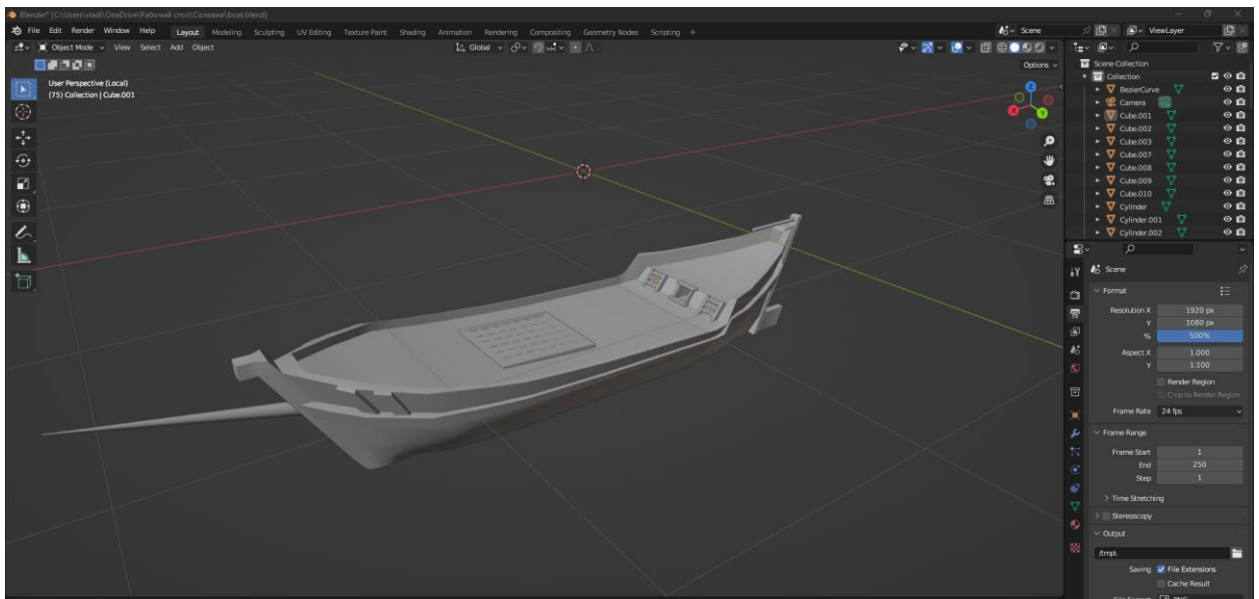 Blender* [C:\Users\vladi\OneDrive\Рабочий стол\Соловки\boat.blend]
File Edit Render Window Help Layout Modeling Sculpting UV Editing Texture Paint Shading Animation Rendering Compositing Geometry Nodes Scripting + Scene ViewLayer
Object Mode View Select Add Object Global
Options
User Perspective (Local)
(75) Collection | Cube.001
Z
X
Y
Scene Collection
Collection
BezierCurve
Camera
Cube.001
Cube.002
Cube.003
Cube.007
Cube.008
Cube.009
Cube.010
Cylinder
Cylinder.001
Cylinder.002
Scene
Format
Resolution X 1920 px
Y 1080 px
% 500%
Aspect X 1.000
Y 1.100
Render Region
Crop to Render Region
Frame Rate 24 fps
Frame Range
Frame Start 1
End 250
Step 1
Time Stretching
Stereoscopy
Output
/tmp\
Saving File Extensions
Cache Result
File Format PNG